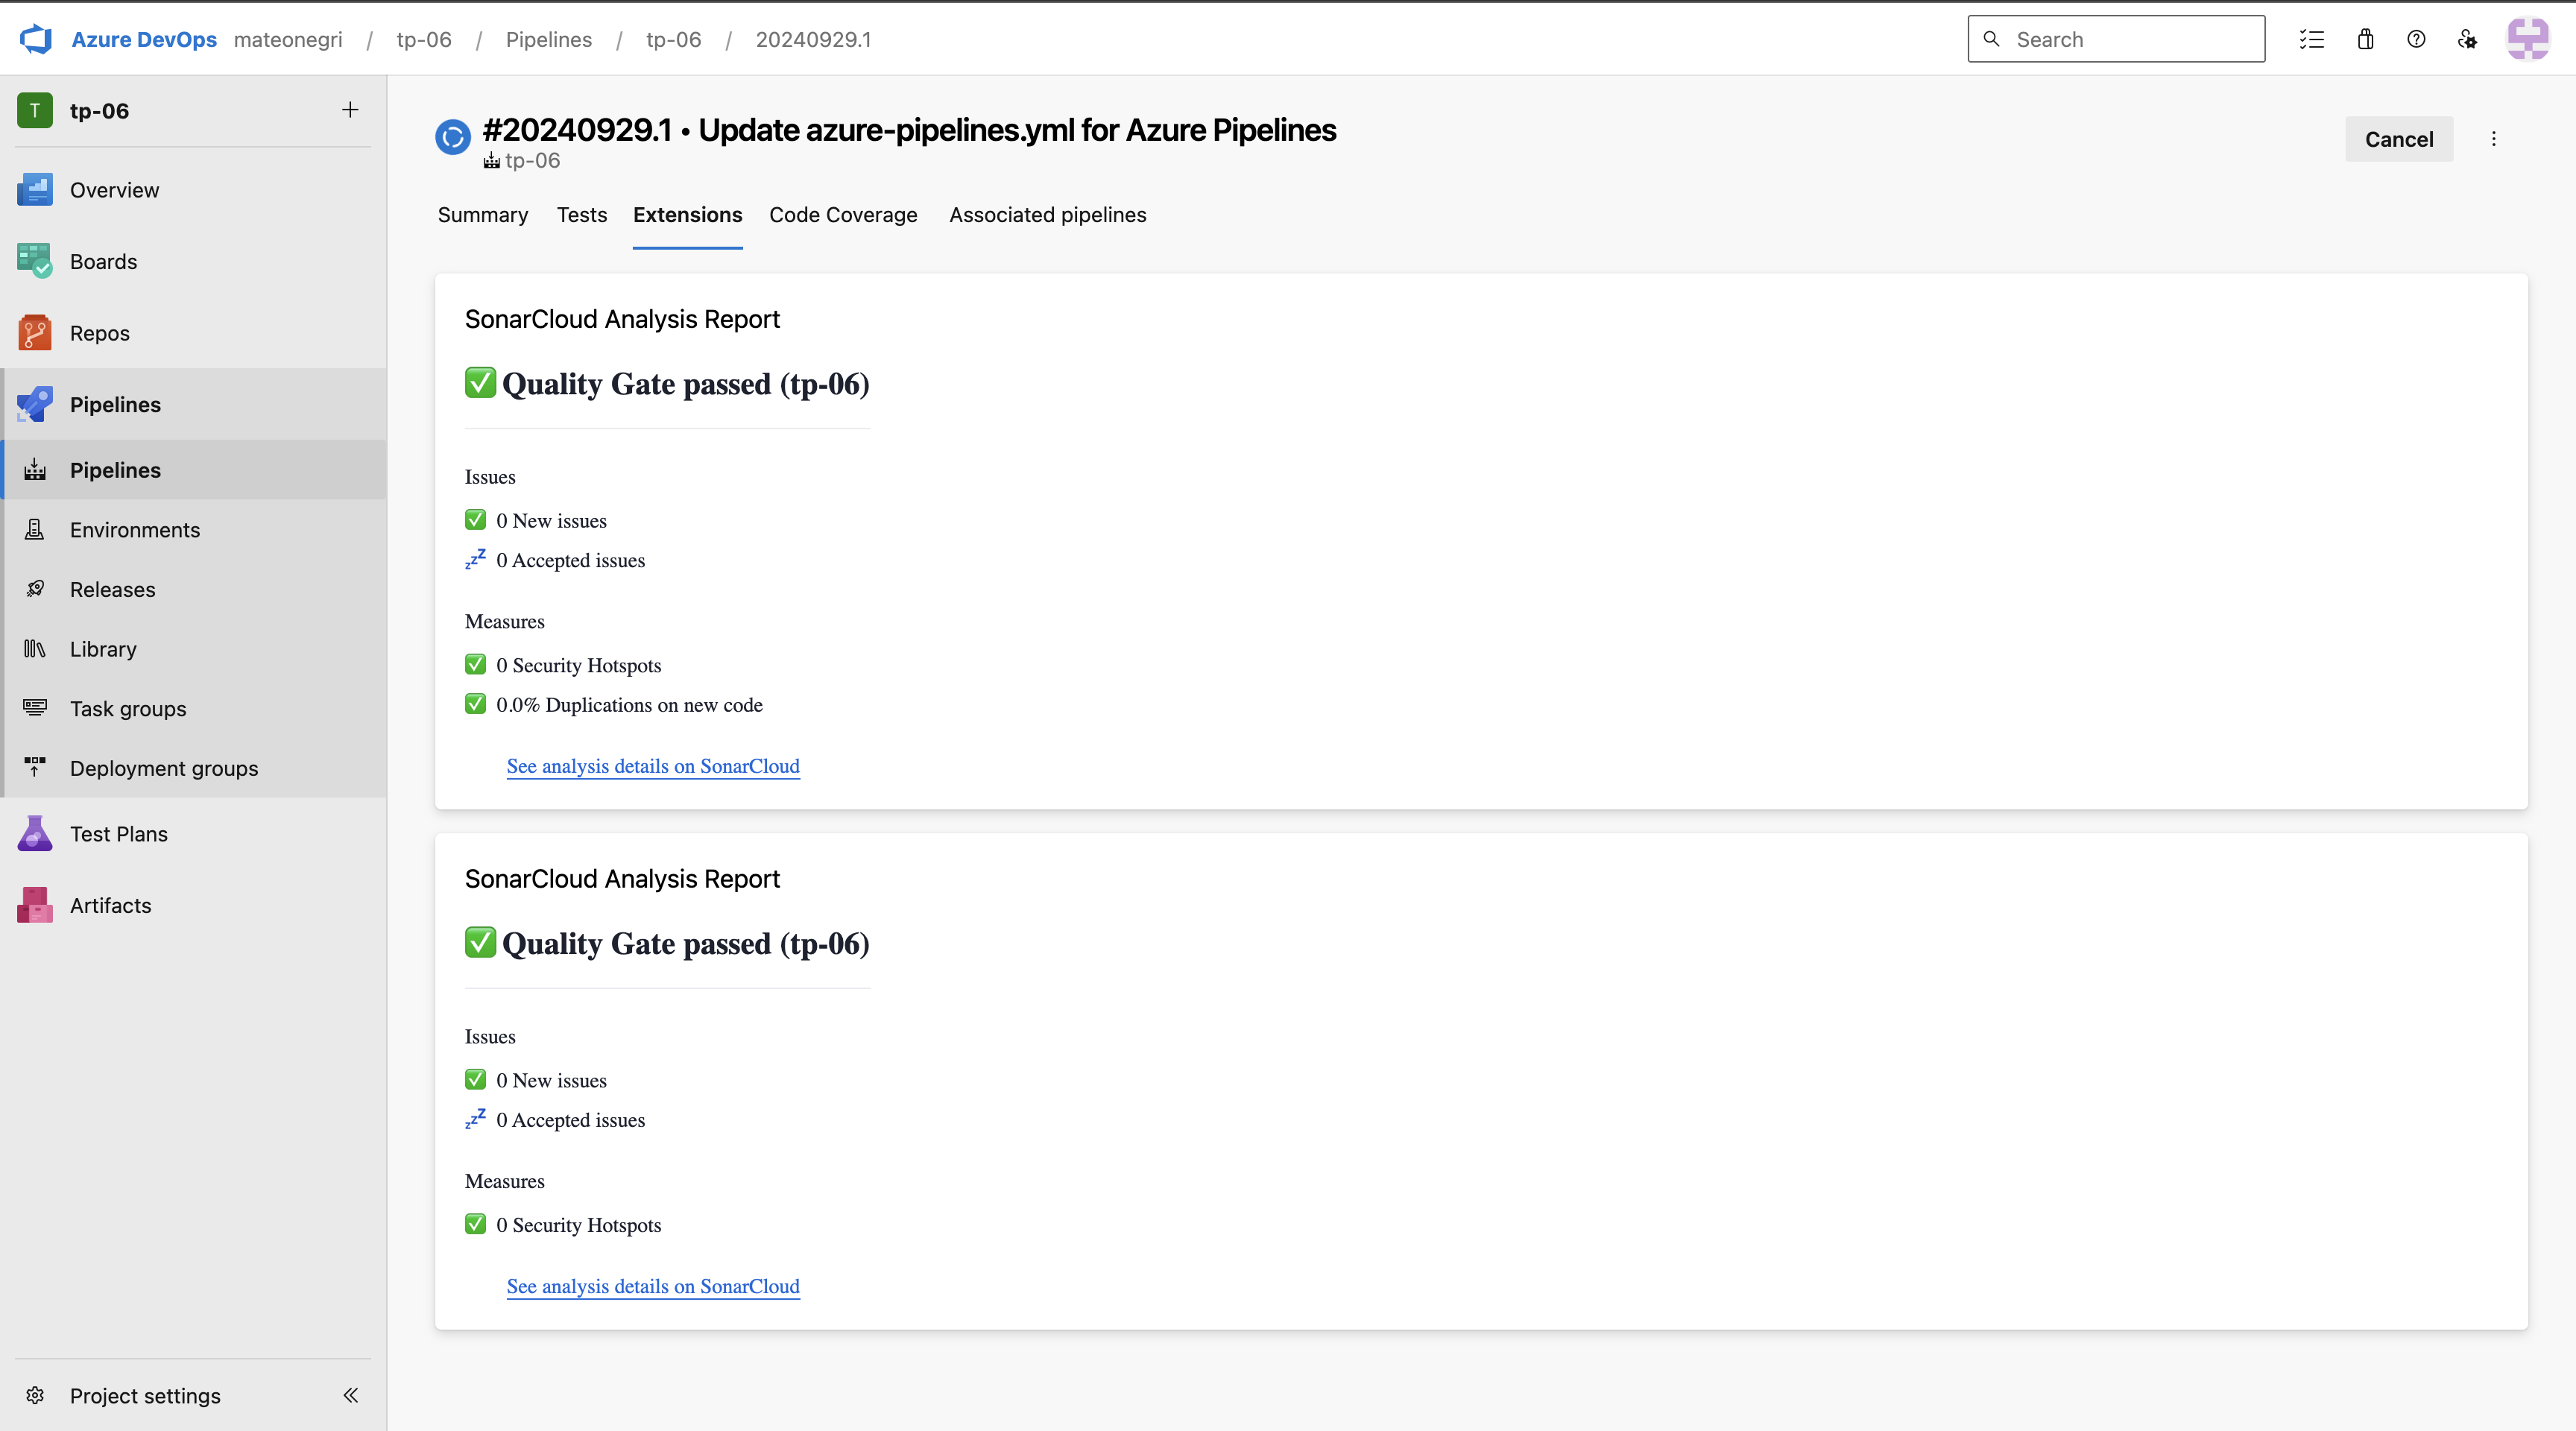 Azure DevOps mateonegri / tp-06 / Pipelines / tp-06 / 20240929.1
Search
T tp-06
Overview
Boards
Repos
Pipelines
Pipelines
Environments
Releases
Library
Task groups
Deployment groups
Test Plans
Artifacts
Project settings
#20240929.1 • Update azure-pipelines.yml for Azure Pipelines
tp-06
Cancel
Summary Tests Extensions Code Coverage Associated pipelines
SonarCloud Analysis Report
✅ Quality Gate passed (tp-06)
Issues
✅ 0 New issues
💤 0 Accepted issues
Measures
✅ 0 Security Hotspots
✅ 0.0% Duplications on new code
See analysis details on SonarCloud
SonarCloud Analysis Report
✅ Quality Gate passed (tp-06)
Issues
✅ 0 New issues
💤 0 Accepted issues
Measures
✅ 0 Security Hotspots
See analysis details on SonarCloud